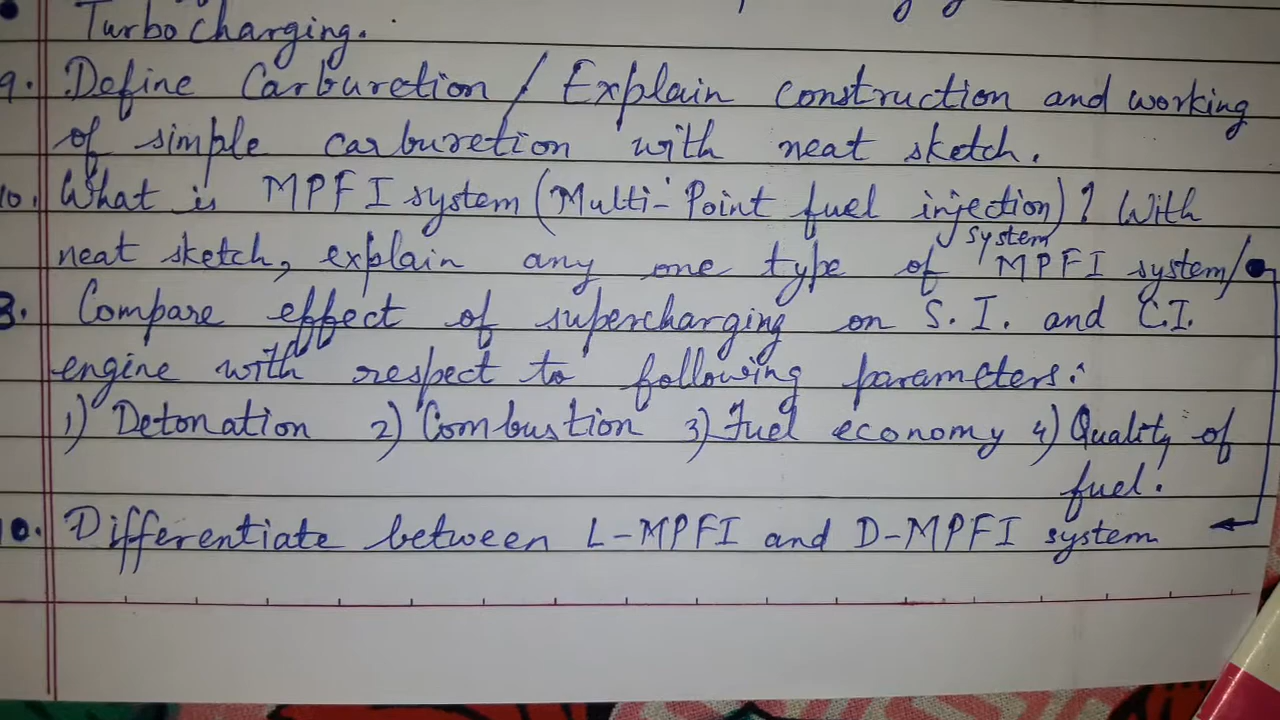 Turbo charging.
9. Define Carburetion / Explain construction and working
of simple carburetion with neat sketch.
10. What is MPFI system (Multi-Point fuel injection)? With
system
neat sketch, explain any one type of MPFI system/
8. Compare effect of supercharging on S.I. and C.I.
engine with respect to following parameters:
1) Detonation 2) Combustion 3) Fuel economy 4) Quality of
fuel.
10. Differentiate between L-MPFI and D-MPFI system